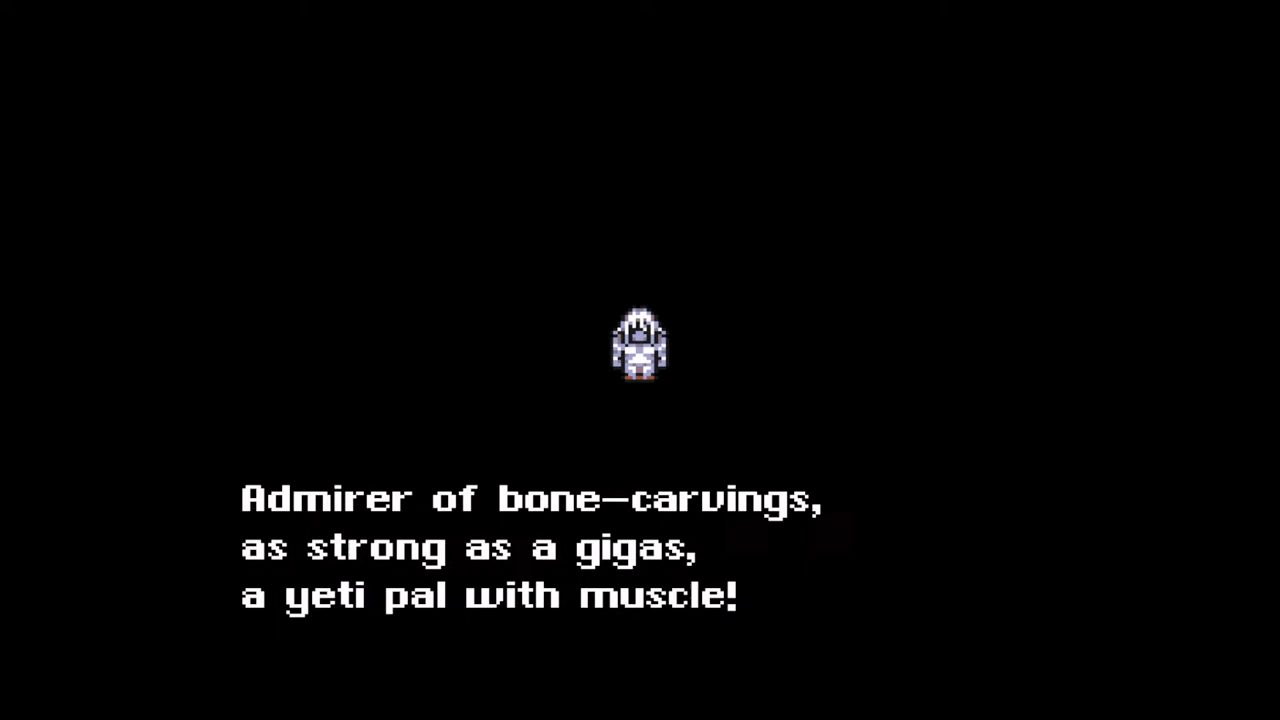 Admirer of bone-carvings,
as strong as a gigas,
a yeti pal with muscle!